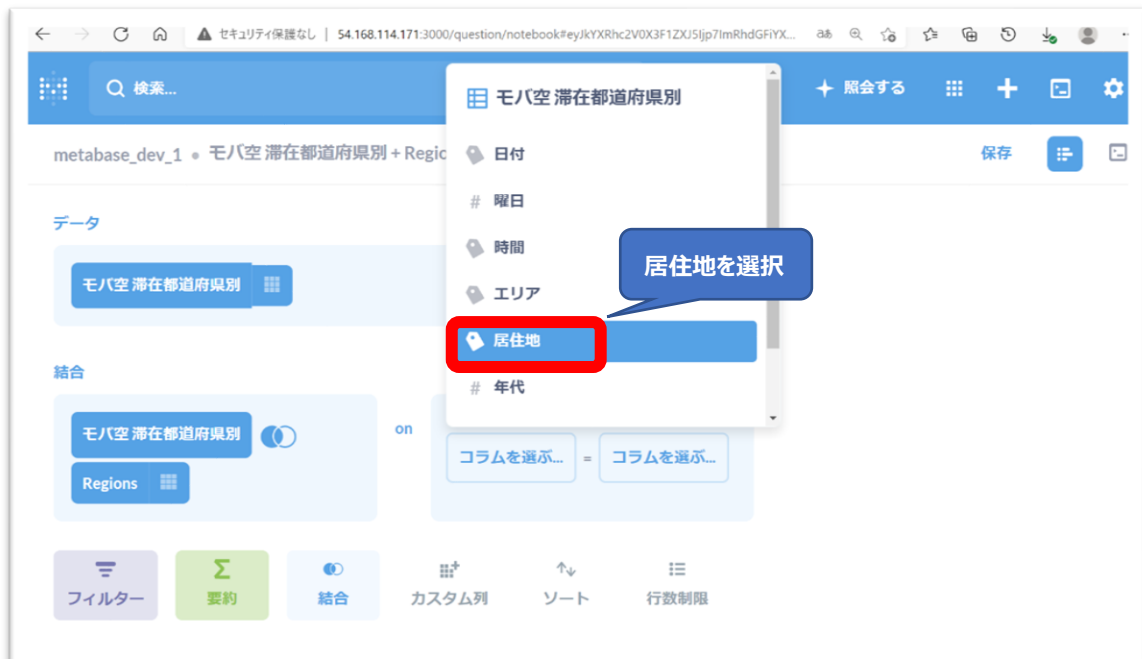 セキュリティ保護なし | 54.168.114.171:3000/question/notebook#eyJkYXRhc2V0X3F1ZXJ5Ijp7ImRhdGFiYX...
検索...
照会する
モバ空 滞在都道府県別
metabase_dev_1 • モバ空 滞在都道府県別 + Regio
保存
日付
# 曜日
時間
エリア
居住地
# 年代
居住地を選択
データ
モバ空 滞在都道府県別
結合
モバ空 滞在都道府県別
Regions
on
コラムを選ぶ... = コラムを選ぶ...
フィルター
要約
結合
カスタム列
ソート
行数制限